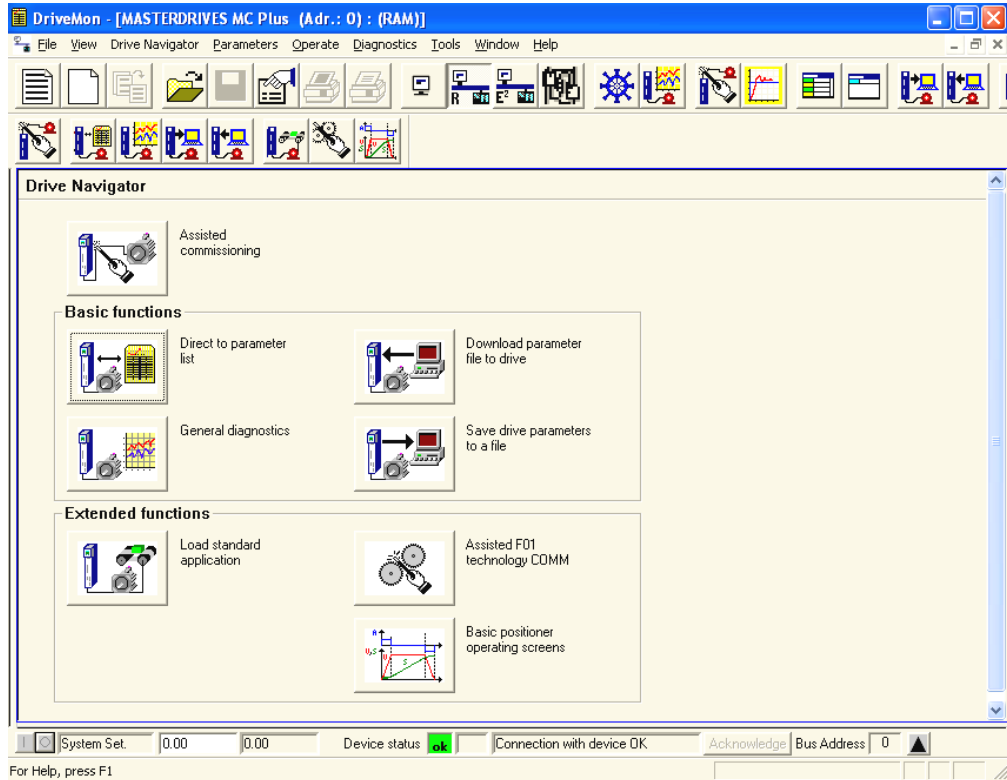 DriveMon - [MASTERDRIVES MC Plus (Adr.: 0) : (RAM)]
File View Drive Navigator Parameters Operate Diagnostics Tools Window Help
R E²
Drive Navigator
Assisted
commissioning
Basic functions
Direct to parameter
list
Download parameter
file to drive
General diagnostics
Save drive parameters
to a file
Extended functions
Load standard
application
Assisted F01
technology COMM
A
U,S
U
S
Basic positioner
operating screens
System Set. 0.00 0.00 Device status ok Connection with device OK Acknowledge Bus Address 0
For Help, press F1